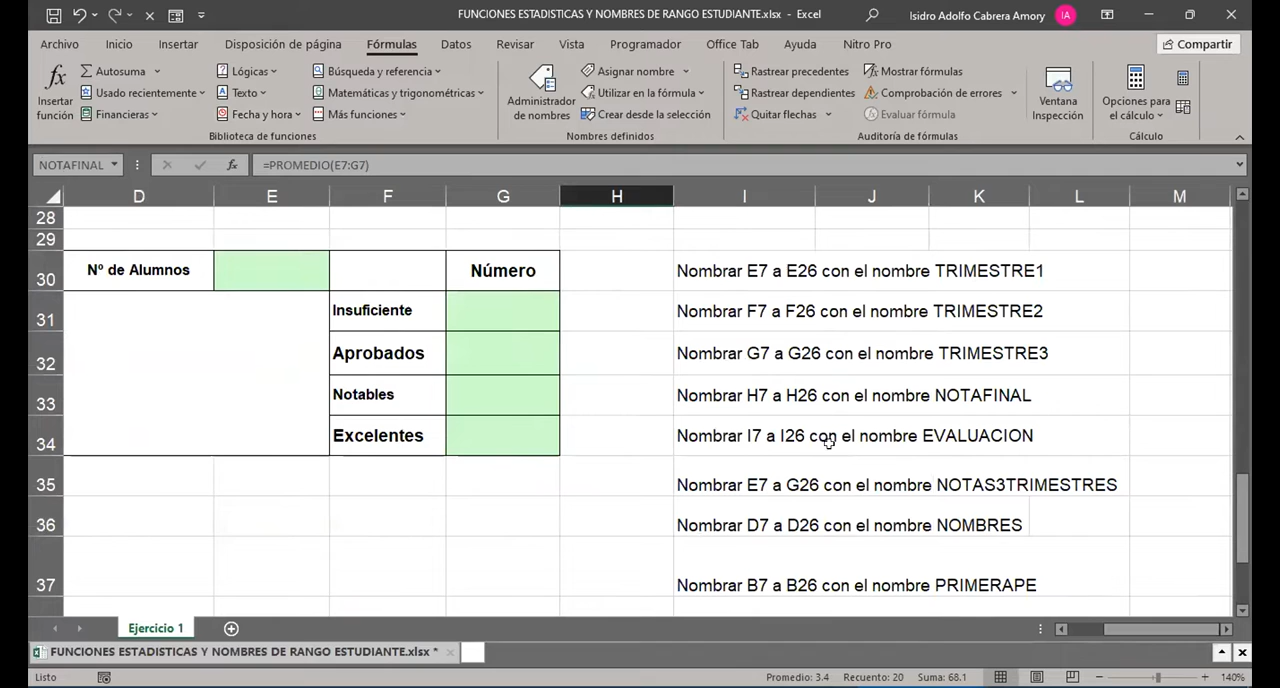 FUNCIONES ESTADISTICAS Y NOMBRES DE RANGO ESTUDIANTE.xlsx - Excel
Isidro Adolfo Cabrera Amory
IA
Archivo Inicio Insertar Disposición de página Fórmulas Datos Revisar Vista Programador Office Tab Ayuda Nitro Pro
Compartir
fx Insertar función
Autosuma
Usado recientemente
Financieras
Lógicas
Texto
Fecha y hora
Búsqueda y referencia
Matemáticas y trigonométricas
Más funciones
Biblioteca de funciones
Administrador de nombres
Asignar nombre
Utilizar en la fórmula
Crear desde la selección
Nombres definidos
Rastrear precedentes
Rastrear dependientes
Quitar flechas
Mostrar fórmulas
Comprobación de errores
Evaluar fórmula
Auditoría de fórmulas
Ventana Inspección
Opciones para el cálculo
Cálculo
NOTAFINAL fx =PROMEDIO(E7:G7)
D E F G H I J K L M
28
29
30 Nº de Alumnos Número Nombrar E7 a E26 con el nombre TRIMESTRE1
31 Insuficiente Nombrar F7 a F26 con el nombre TRIMESTRE2
32 Aprobados Nombrar G7 a G26 con el nombre TRIMESTRE3
33 Notables Nombrar H7 a H26 con el nombre NOTAFINAL
34 Excelentes Nombrar I7 a I26 con el nombre EVALUACION
35 Nombrar E7 a G26 con el nombre NOTAS3TRIMESTRES
36 Nombrar D7 a D26 con el nombre NOMBRES
37 Nombrar B7 a B26 con el nombre PRIMERAPE
Ejercicio 1
FUNCIONES ESTADISTICAS Y NOMBRES DE RANGO ESTUDIANTE.xlsx *
Listo Promedio: 3.4 Recuento: 20 Suma: 68.1 140%